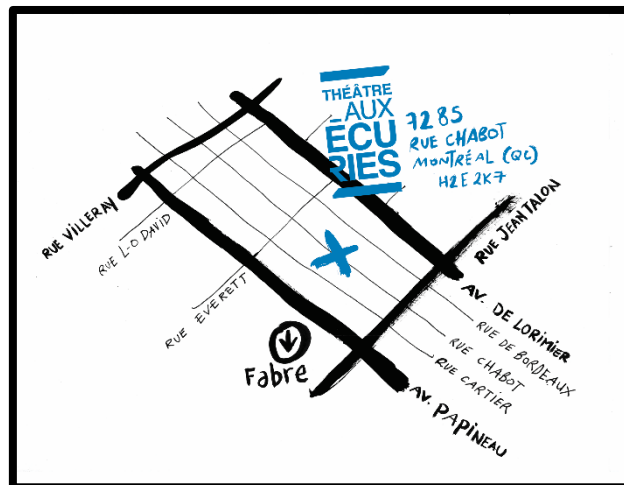 THÉÂTRE
AUX
ÉCU
RIES
7285
RUE CHABOT
MONTRÉAL (QC)
H2E 2K7
RUE VILLERAY
RUE L-O DAVID
RUE EVERETT
RUE JEAN TALON
AV. DE LORIMIER
RUE DE BORDEAUX
RUE CHABOT
RUE CARTIER
AV. PAPINEAU
Fabre